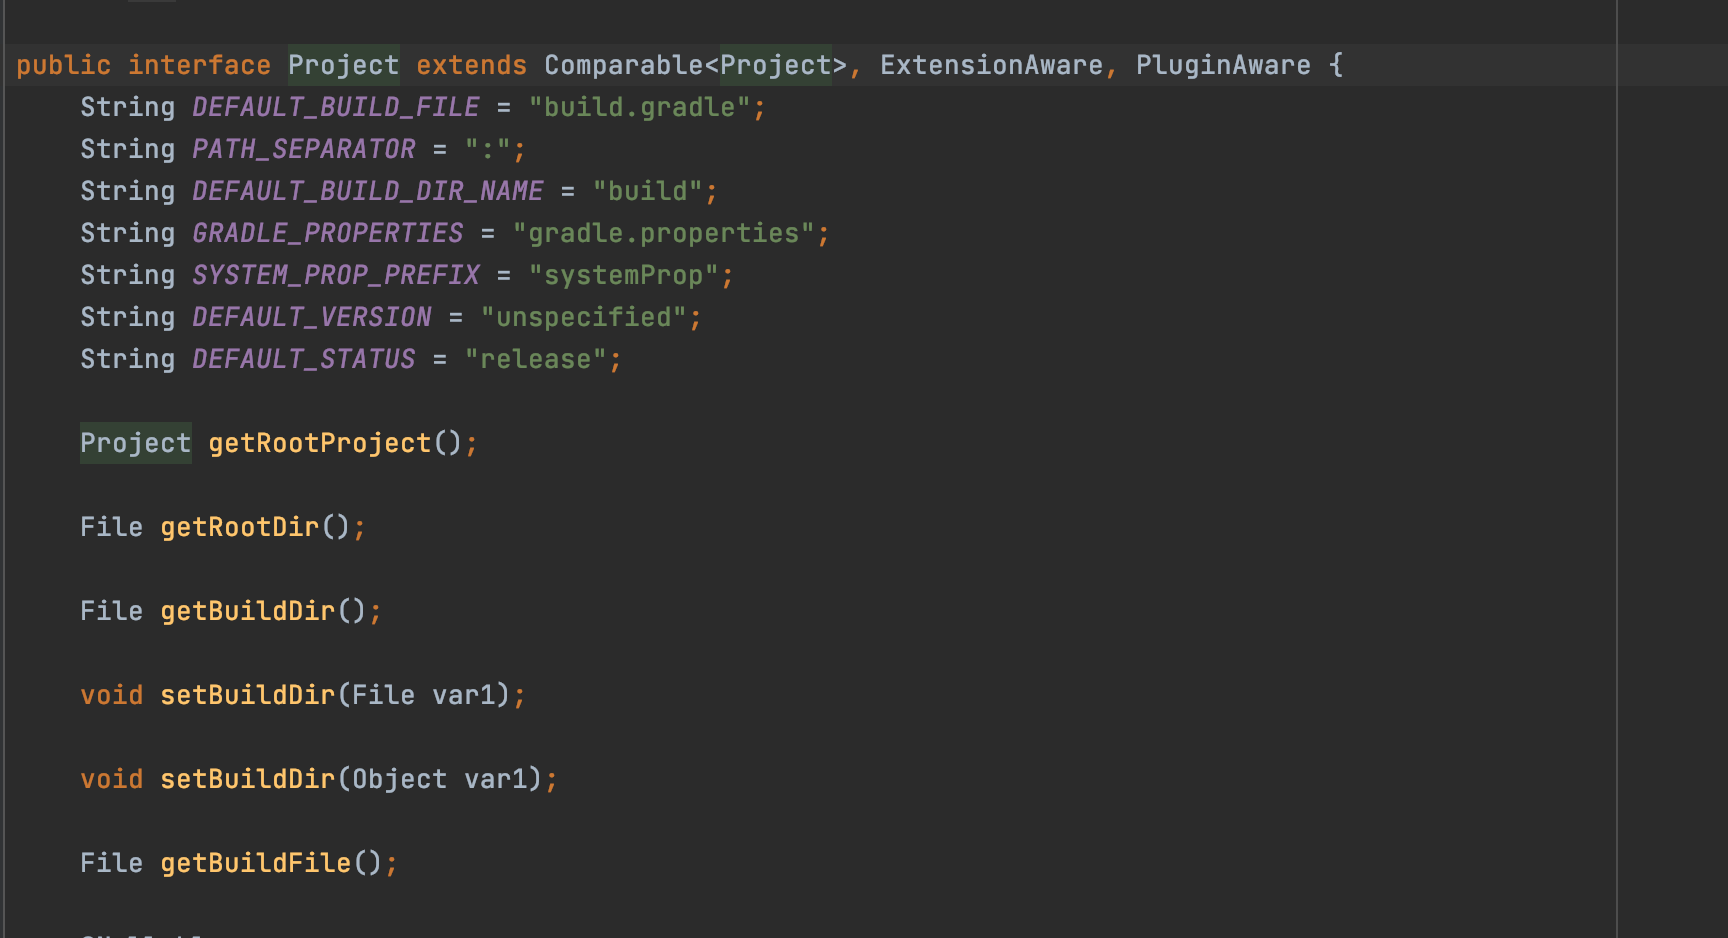 public interface Project extends Comparable<Project>, ExtensionAware, PluginAware {
    String DEFAULT_BUILD_FILE = "build.gradle";
    String PATH_SEPARATOR = ":";
    String DEFAULT_BUILD_DIR_NAME = "build";
    String GRADLE_PROPERTIES = "gradle.properties";
    String SYSTEM_PROP_PREFIX = "systemProp";
    String DEFAULT_VERSION = "unspecified";
    String DEFAULT_STATUS = "release";
    Project getRootProject();
    File getRootDir();
    File getBuildDir();
    void setBuildDir(File var1);
    void setBuildDir(Object var1);
    File getBuildFile();